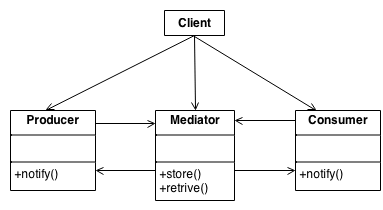 Client
Producer
Mediator
Consumer
+notify()
+store()
+retrive()
+notify()